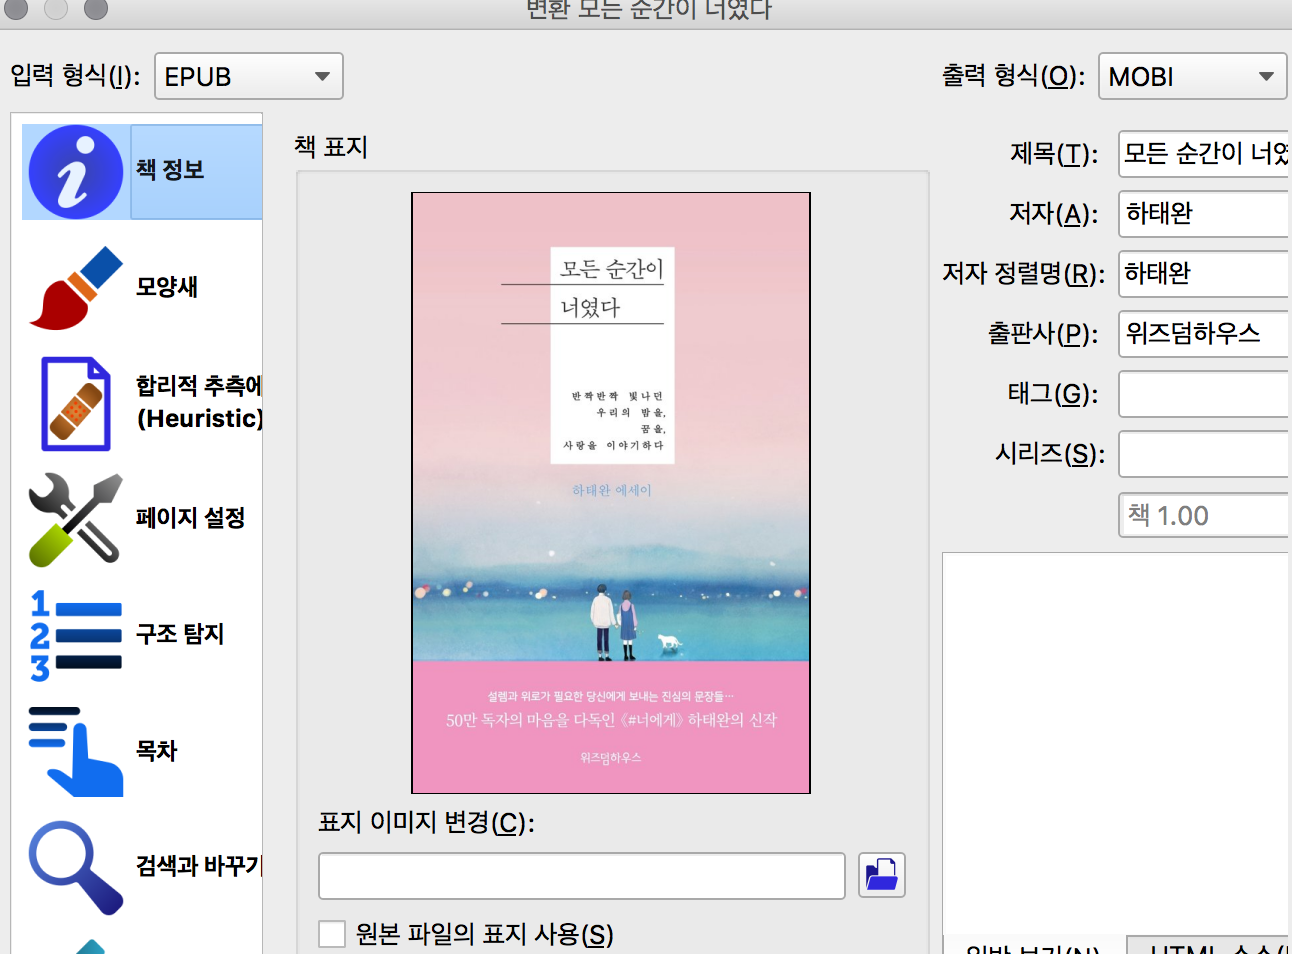 변환 모든 순간이 너였다
입력 형식(I): EPUB
출력 형식(O): MOBI
책 정보
모양새
합리적 추측에
(Heuristic)
페이지 설정
구조 탐지
목차
검색과 바꾸기
책 표지
모든 순간이
너였다
반짝반짝 빛나던
우리의 밤을,
꿈을,
사랑을 이야기하다
하태완 에세이
설렘과 위로가 필요한 당신에게 보내는 진심의 문장들…
50만 독자의 마음을 다독인 《#너에게》 하태완의 신작
위즈덤하우스
표지 이미지 변경(C):
원본 파일의 표지 사용(S)
제목(T): 모든 순간이 너였
저자(A): 하태완
저자 정렬명(R): 하태완
출판사(P): 위즈덤하우스
태그(G):
시리즈(S):
책 1.00
일반 보기(N)
HTML 소스(